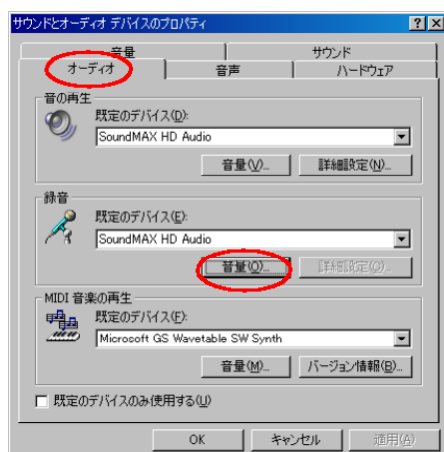 サウンドとオーディオ デバイスのプロパティ
音量
サウンド
オーディオ
音声
ハードウェア
音の再生
既定のデバイス(D):
SoundMAX HD Audio
音量(V)...
詳細設定(N)...
録音
既定のデバイス(E):
SoundMAX HD Audio
音量(O)...
詳細設定(Q)...
MIDI 音楽の再生
既定のデバイス(F):
Microsoft GS Wavetable SW Synth
音量(M)...
バージョン情報(B)...
既定のデバイスのみ使用する(U)
OK
キャンセル
適用(A)